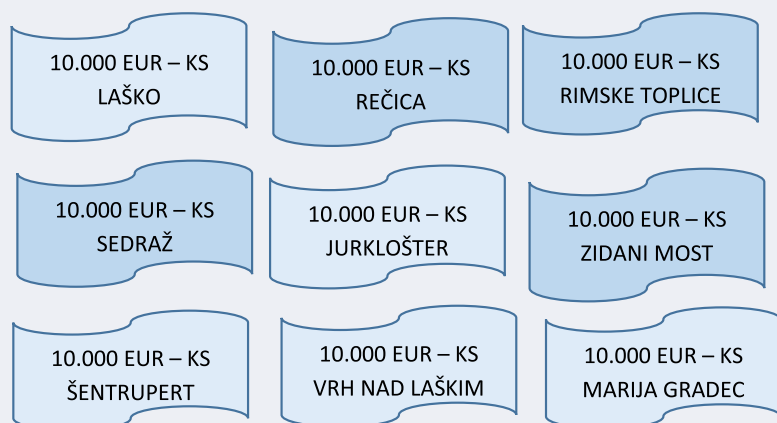 10.000 EUR – KS
LAŠKO
10.000 EUR – KS
REČICA
10.000 EUR – KS
RIMSKE TOPLICE
10.000 EUR – KS
SEDRAŽ
10.000 EUR – KS
JURKLOŠTER
10.000 EUR – KS
ZIDANI MOST
10.000 EUR – KS
ŠENTRUPERT
10.000 EUR – KS
VRH NAD LAŠKIM
10.000 EUR – KS
MARIJA GRADEC